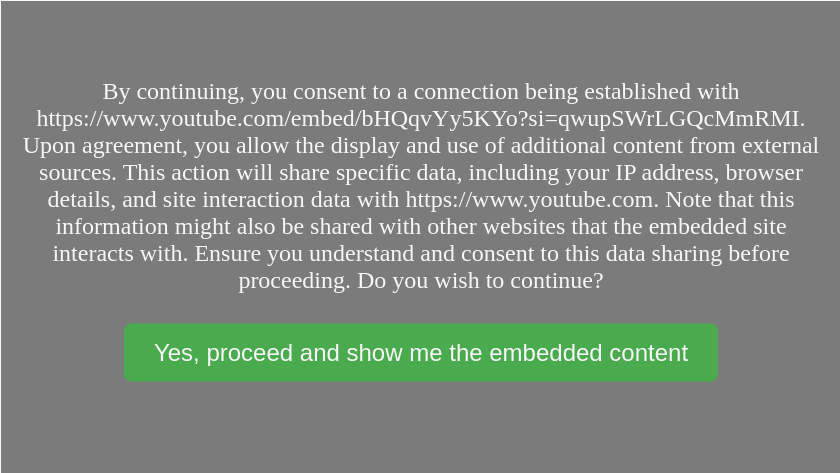 By continuing, you consent to a connection being established with
https://www.youtube.com/embed/bHQqvYy5KYo?si=qwupSWrLGQcMmRMI.
Upon agreement, you allow the display and use of additional content from external
sources. This action will share specific data, including your IP address, browser
details, and site interaction data with https://www.youtube.com. Note that this
information might also be shared with other websites that the embedded site
interacts with. Ensure you understand and consent to this data sharing before
proceeding. Do you wish to continue?
Yes, proceed and show me the embedded content